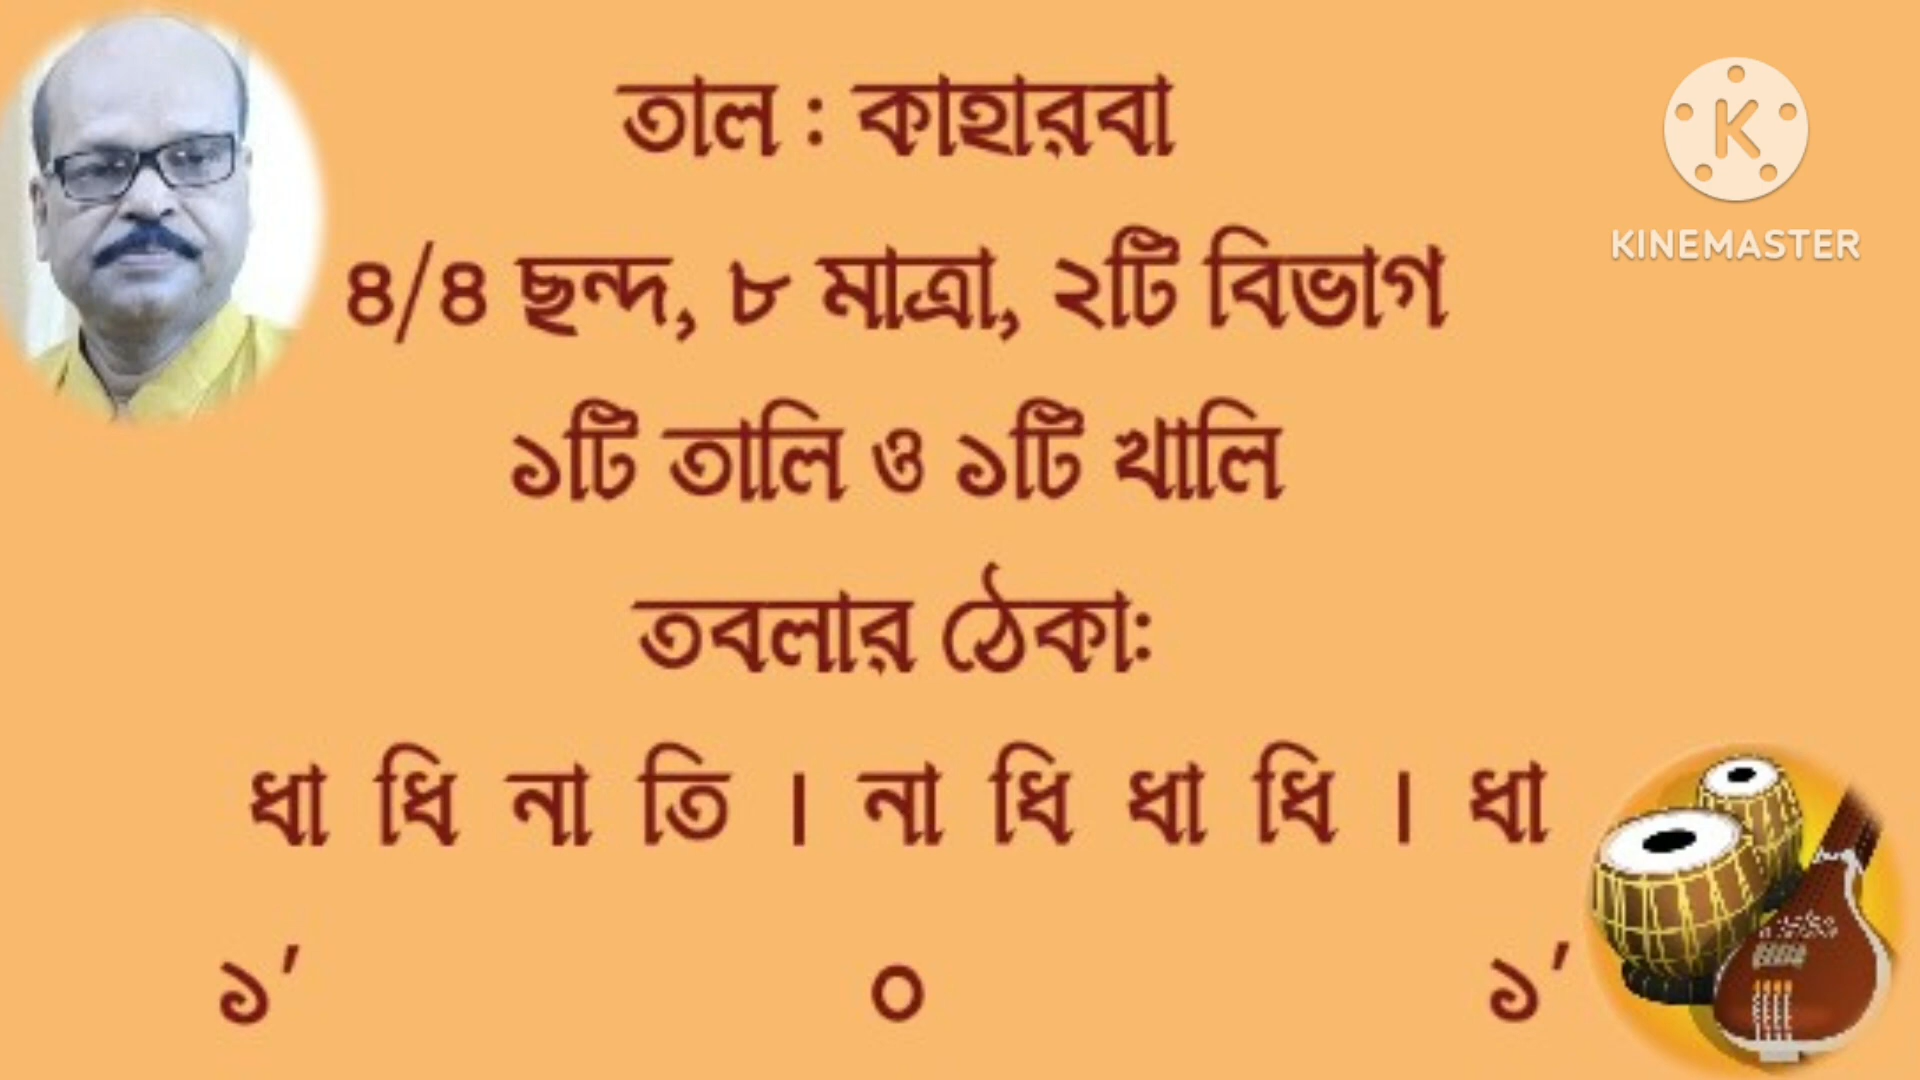 তাল : কাহারবা
KINEMASTER
৪/৪ ছন্দ, ৮ মাত্রা, ২টি বিভাগ
১টি তালি ও ১টি খালি
তবলার ঠেকাঃ
ধা ধি না তি । না ধি ধা ধি । ধা
১′ ০ ১′